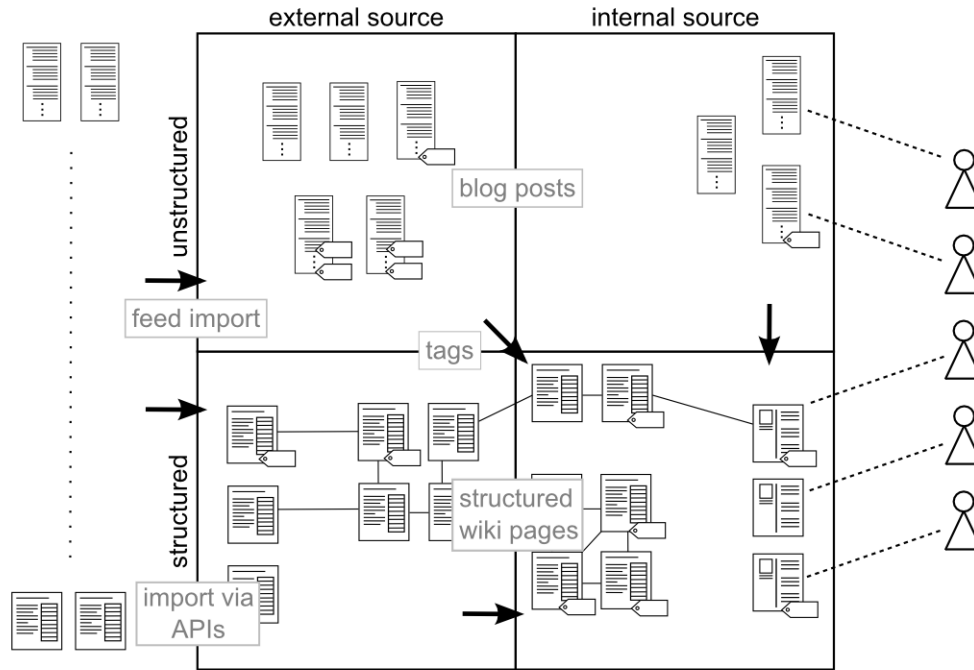 external source
internal source
unstructured
blog posts
feed import
tags
structured
structured
wiki pages
import via
APIs